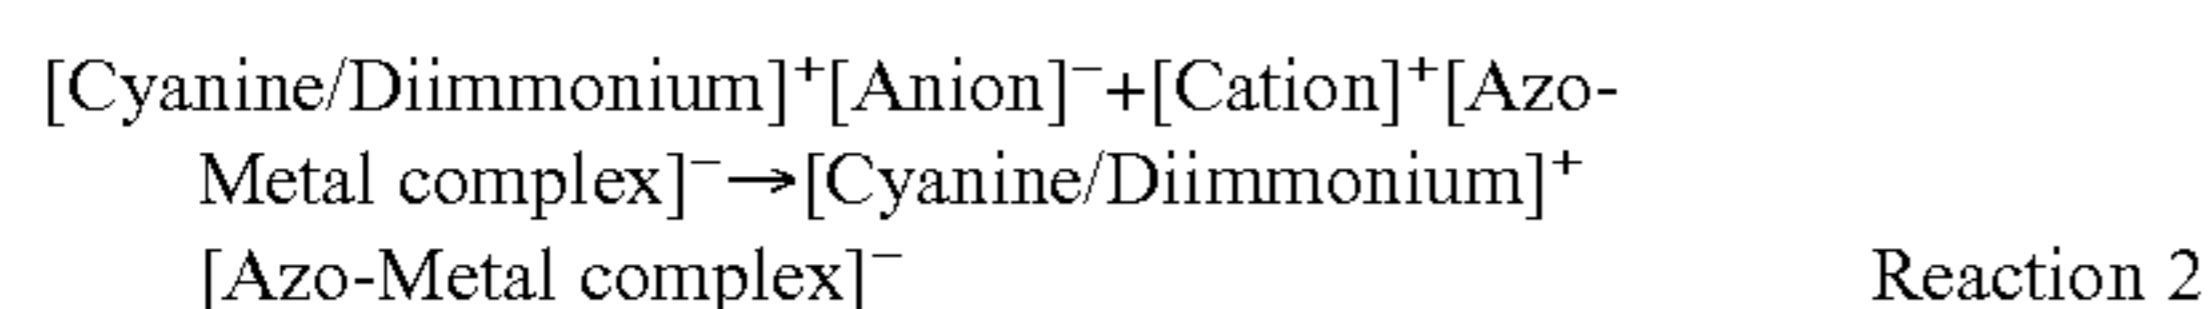 [Cyanine/Diimmonium]⁺[Anion]⁻+[Cation]⁺[Azo-
Metal complex]⁻→[Cyanine/Diimmonium]⁺
[Azo-Metal complex]⁻ Reaction 2